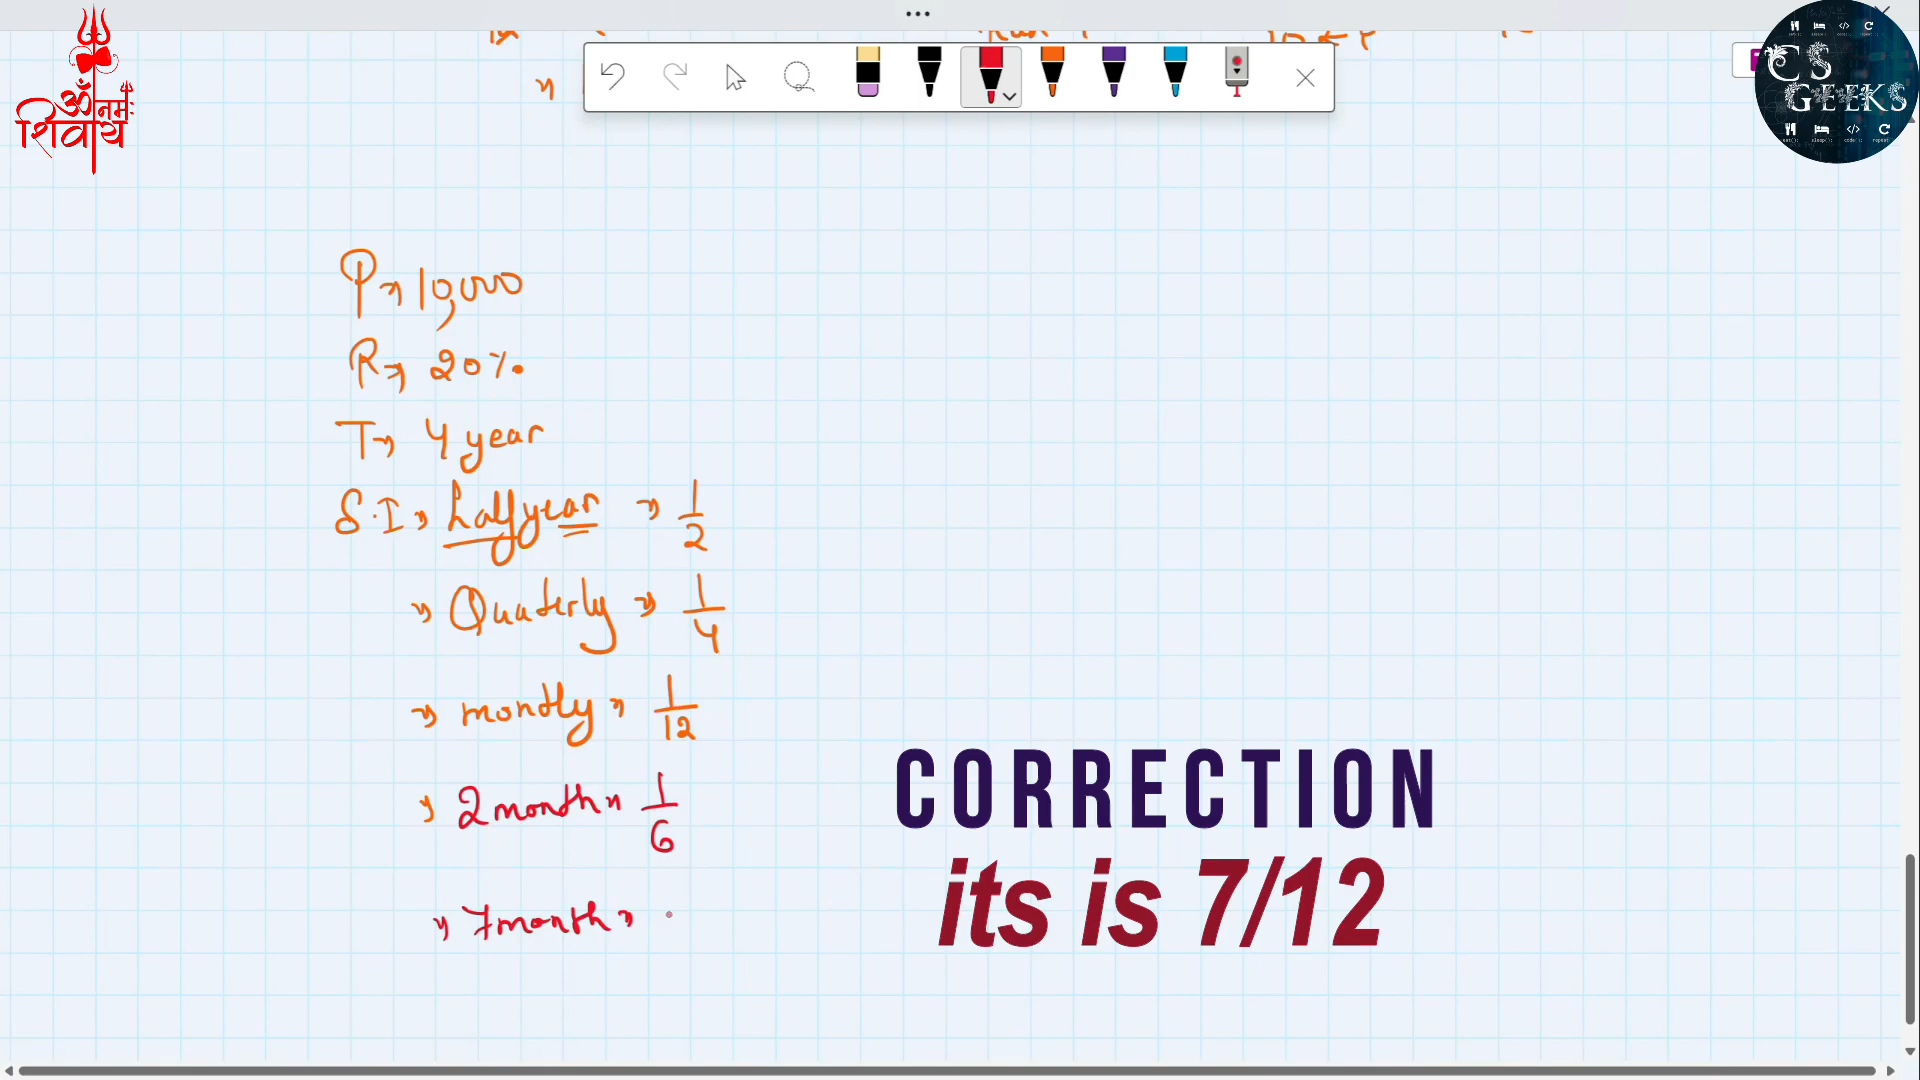 ॐ नमः
शिवाय
CS
GEEKS
P → 10,000
R → 20%
T → 4 year
S.I → halfyear → 1/2
→ Quaterly → 1/4
→ montly → 1/12
→ 2 month → 1/6
→ 7 month →
CORRECTION
its is 7/12